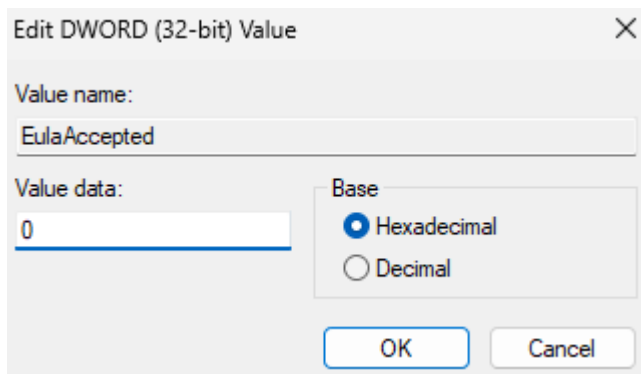 Edit DWORD (32-bit) Value
Value name:
EulaAccepted
Value data:
0
Base
Hexadecimal
Decimal
OK
Cancel